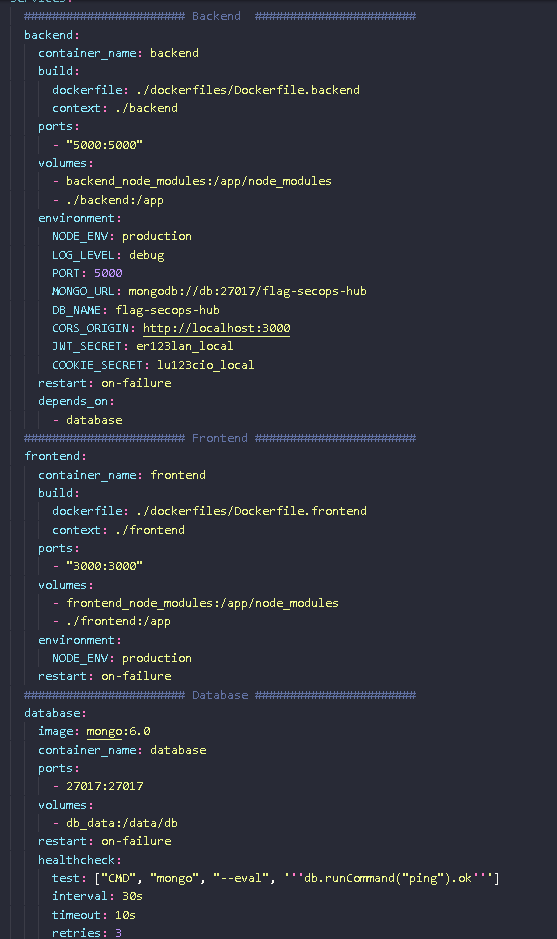 services:
####################### Backend  #######################
backend:
  container_name: backend
  build:
    dockerfile: ./dockerfiles/Dockerfile.backend
    context: ./backend
  ports:
    - "5000:5000"
  volumes:
    - backend_node_modules:/app/node_modules
    - ./backend:/app
  environment:
    NODE_ENV: production
    LOG_LEVEL: debug
    PORT: 5000
    MONGO_URL: mongodb://db:27017/flag-secops-hub
    DB_NAME: flag-secops-hub
    CORS_ORIGIN: http://localhost:3000
    JWT_SECRET: er123lan_local
    COOKIE_SECRET: lu123cio_local
  restart: on-failure
  depends_on:
    - database
####################### Frontend #######################
frontend:
  container_name: frontend
  build:
    dockerfile: ./dockerfiles/Dockerfile.frontend
    context: ./frontend
  ports:
    - "3000:3000"
  volumes:
    - frontend_node_modules:/app/node_modules
    - ./frontend:/app
  environment:
    NODE_ENV: production
  restart: on-failure
####################### Database #######################
database:
  image: mongo:6.0
  container_name: database
  ports:
    - 27017:27017
  volumes:
    - db_data:/data/db
  restart: on-failure
  healthcheck:
    test: ["CMD", "mongo", "--eval", '''db.runCommand("ping").ok''']
    interval: 30s
    timeout: 10s
    retries: 3